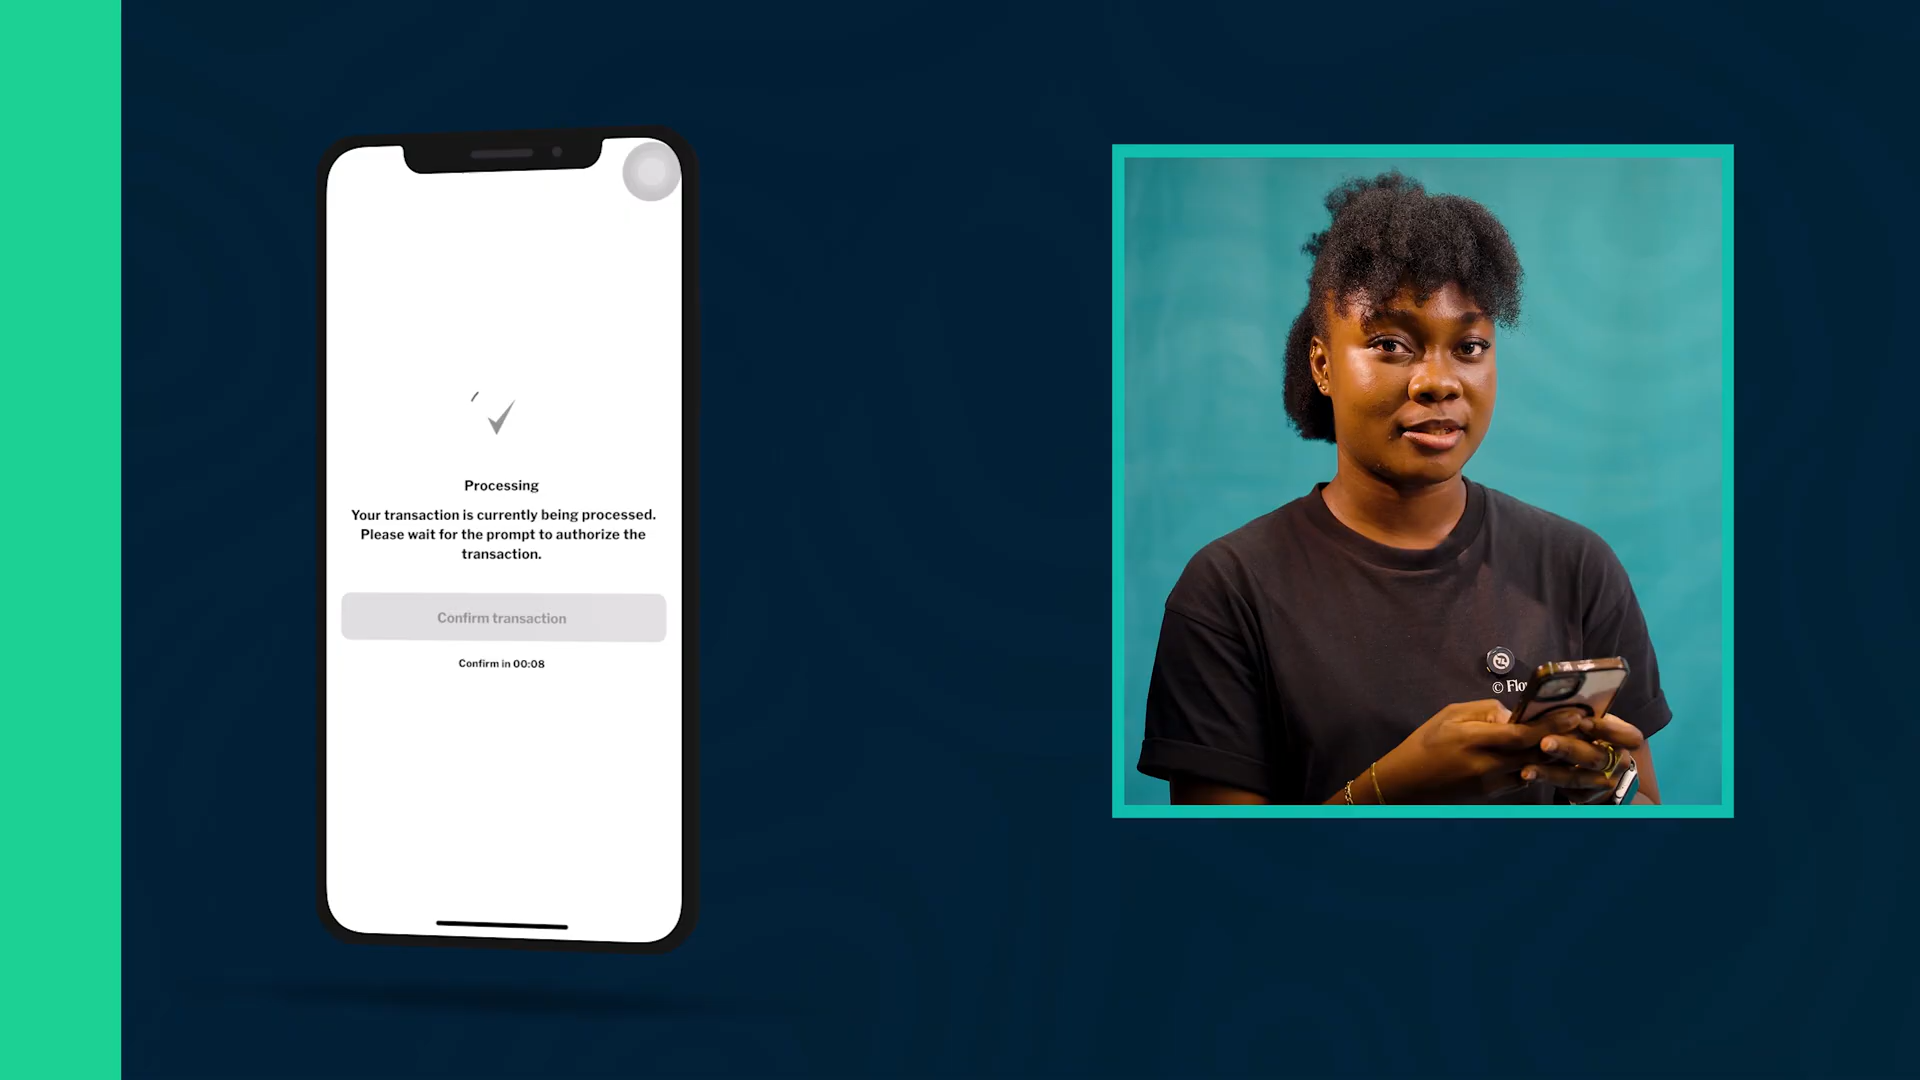 Processing
Your transaction is currently being processed.
Please wait for the prompt to authorize the
transaction.
Confirm transaction
Confirm in 00:08
©